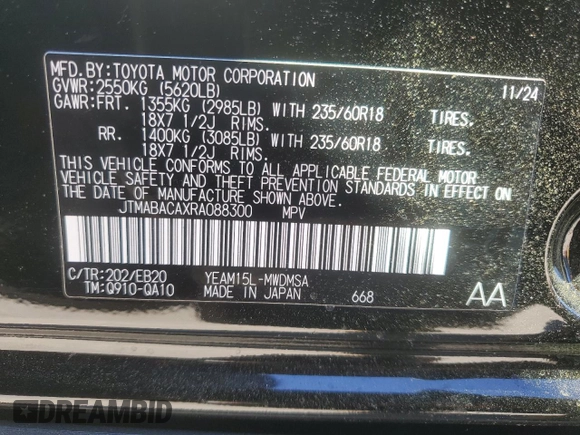 MFD.BY:TOYOTA MOTOR CORPORATION 11/24
GVWR:2550KG (5620LB)
GAWR:FRT. 1355KG (2985LB) WITH 235/60R18 TIRES.
18X7 1/2J RIMS.
RR. 1400KG (3085LB) WITH 235/60R18 TIRES.
18X7 1/2J RIMS.
THIS VEHICLE CONFORMS TO ALL APPLICABLE FEDERAL MOTOR
VEHICLE SAFETY AND THEFT PREVENTION STANDARDS IN EFFECT ON
THE DATE OF MANUFACTURE SHOWN ABOVE.
JTMABACAXRA088300 MPV
C/TR:202/EB20 YEAM15L-MWDMSA
TM:Q910-QA10 MADE IN JAPAN 668 AA
DREAMBID